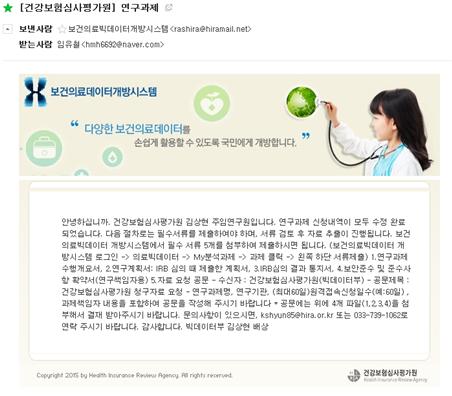 [건강보험심사평가원] 연구과제
보낸사람 보건의료빅데이터개방시스템<rashira@hiramail.net>
받는사람 임유철<hmh6692@naver.com>
보건의료데이터개방시스템
“ 다양한 보건의료데이터를
손쉽게 활용할 수 있도록 국민에게 개방합니다. ”
안녕하십니까. 건강보험심사평가원 김상현 주임연구원입니다. 연구과제 신청내역이 모두 수정 완료
되었습니다. 다음 절차로는 필수서류를 제출하여야 하며, 서류 검토 후 자료 추출이 진행됩니다. 보건
의료빅데이터 개방시스템에서 필수 서류 5개를 첨부하여 제출하시면 됩니다. (보건의료빅데이터 개
방시스템 로그인 -> 의료빅데이터 -> My분석과제 -> 과제 클릭 -> 왼쪽 하단 서류제출) 1.연구과제
수행개요서, 2.연구계획서: IRB 심의 때 제출한 계획서, 3.IRB심의 결과 통지서, 4.보안준수 및 준수사
항 확약서(연구책임자용) 5.자료 요청 공문 - 수신자 : 건강보험심사평가원(빅데이터부) - 공문제목 :
건강보험심사평가원 청구자료 요청 - 연구과제명, 연구기관, (최대60일)원격접속신청일수(예:60일) ,
과제책임자 내용을 포함하여 공문을 작성해 주시기 바랍니다 * 공문에는 위에 4개 파일(1,2,3,4)을 첨
부해서 결재 받아주시기 바랍니다. 문의사항이 있으시면, kshyun85@hira.or.kr 또는 033-739-1062로
연락 주시기 바랍니다. 감사합니다. 빅데이터부 김상현 배상
Copyright 2015 by Health Insurance Review Agency. All rights reserved.
건강보험심사평가원
Health Insurance Review Agency